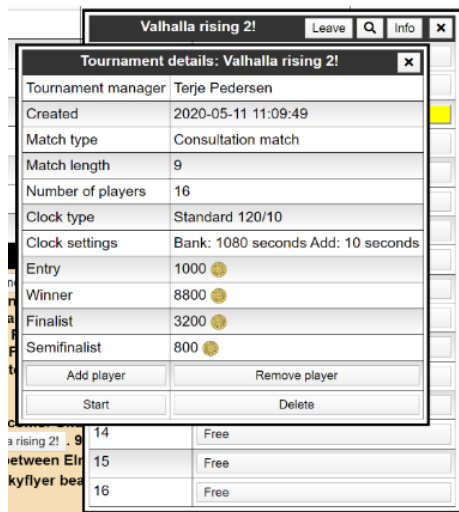 Valhalla rising 2! Leave Info ×
Tournament details: Valhalla rising 2! ×
Tournament manager Terje Pedersen
Created 2020-05-11 11:09:49
Match type Consultation match
Match length 9
Number of players 16
Clock type Standard 120/10
Clock settings Bank: 1080 seconds Add: 10 seconds
Entry 1000
Winner 8800
Finalist 3200
Semifinalist 800
Add player Remove player
Start Delete
a rising 2! . 9 14 Free
between Elr 15 Free
kyflyer bea 16 Free